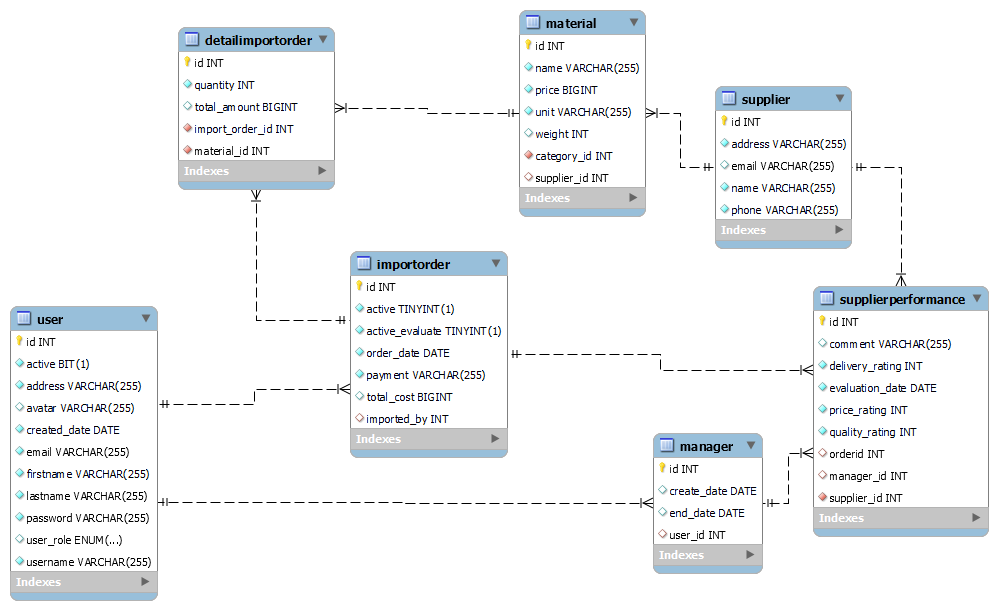 detailimportorder
id INT
quantity INT
total_amount BIGINT
import_order_id INT
material_id INT
Indexes
material
id INT
name VARCHAR(255)
price BIGINT
unit VARCHAR(255)
weight INT
category_id INT
supplier_id INT
Indexes
supplier
id INT
address VARCHAR(255)
email VARCHAR(255)
name VARCHAR(255)
phone VARCHAR(255)
Indexes
importorder
id INT
active TINYINT(1)
active_evaluate TINYINT(1)
order_date DATE
payment VARCHAR(255)
total_cost BIGINT
imported_by INT
Indexes
user
id INT
active BIT(1)
address VARCHAR(255)
avatar VARCHAR(255)
created_date DATE
email VARCHAR(255)
firstname VARCHAR(255)
lastname VARCHAR(255)
password VARCHAR(255)
user_role ENUM(...)
username VARCHAR(255)
Indexes
supplierperformance
id INT
comment VARCHAR(255)
delivery_rating INT
evaluation_date DATE
price_rating INT
quality_rating INT
orderid INT
manager_id INT
supplier_id INT
Indexes
manager
id INT
create_date DATE
end_date DATE
user_id INT
Indexes